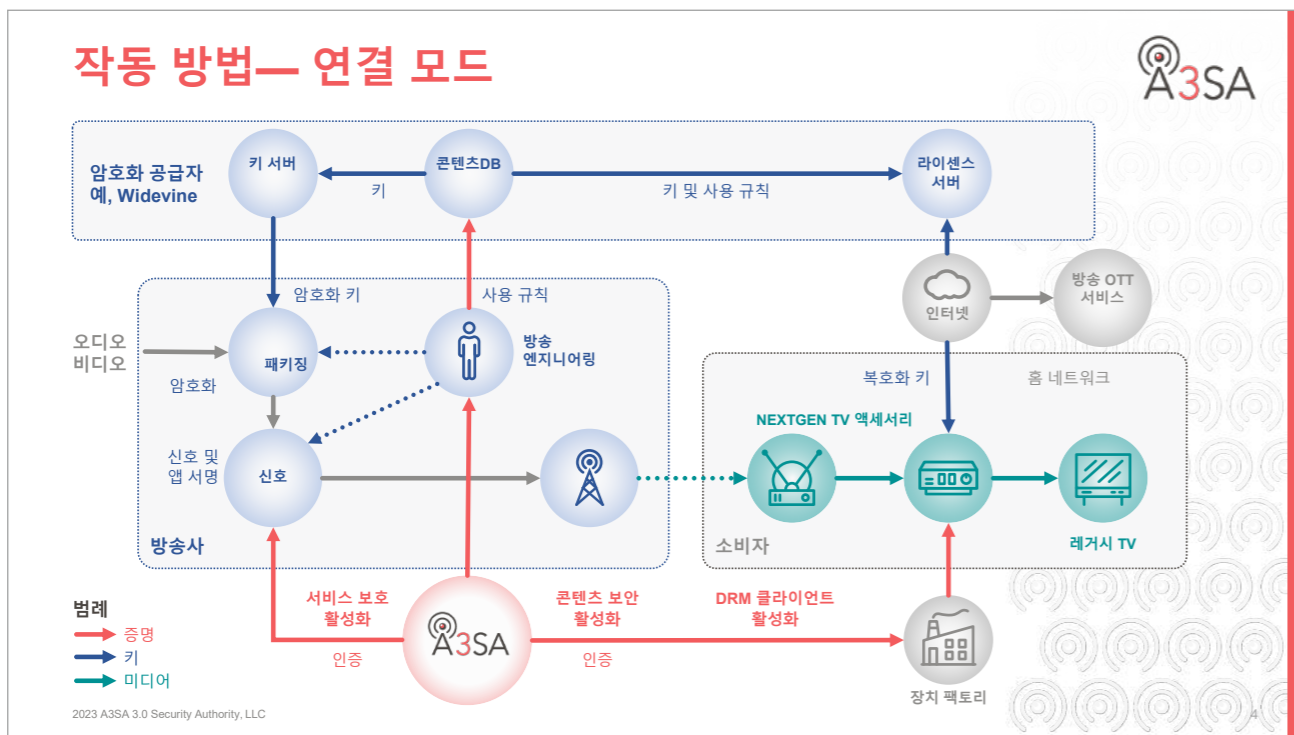 작동 방법— 연결 모드
A3SA
암호화 공급자
예, Widevine
키 서버
키
콘텐츠DB
키 및 사용 규칙
라이센스
서버
암호화 키
사용 규칙
인터넷
방송 OTT
서비스
오디오
비디오
암호화
패키징
방송
엔지니어링
복호화 키
홈 네트워크
NEXTGEN TV 액세서리
신호 및
앱 서명
신호
방송사
소비자
레거시 TV
범례
증명
키
미디어
서비스 보호
활성화
인증
A3SA
콘텐츠 보안
활성화
인증
DRM 클라이언트
활성화
장치 팩토리
2023 A3SA 3.0 Security Authority, LLC
4